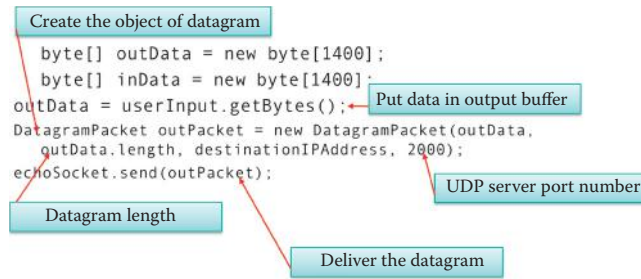 Create the object of datagram
byte[] outData = new byte[1400];
byte[] inData = new byte[1400];
outData = userInput.getBytes();
Put data in output buffer
DatagramPacket outPacket = new DatagramPacket(outData,
outData.length, destinationIPAddress, 2000);
echoSocket.send(outPacket);
UDP server port number
Datagram length
Deliver the datagram